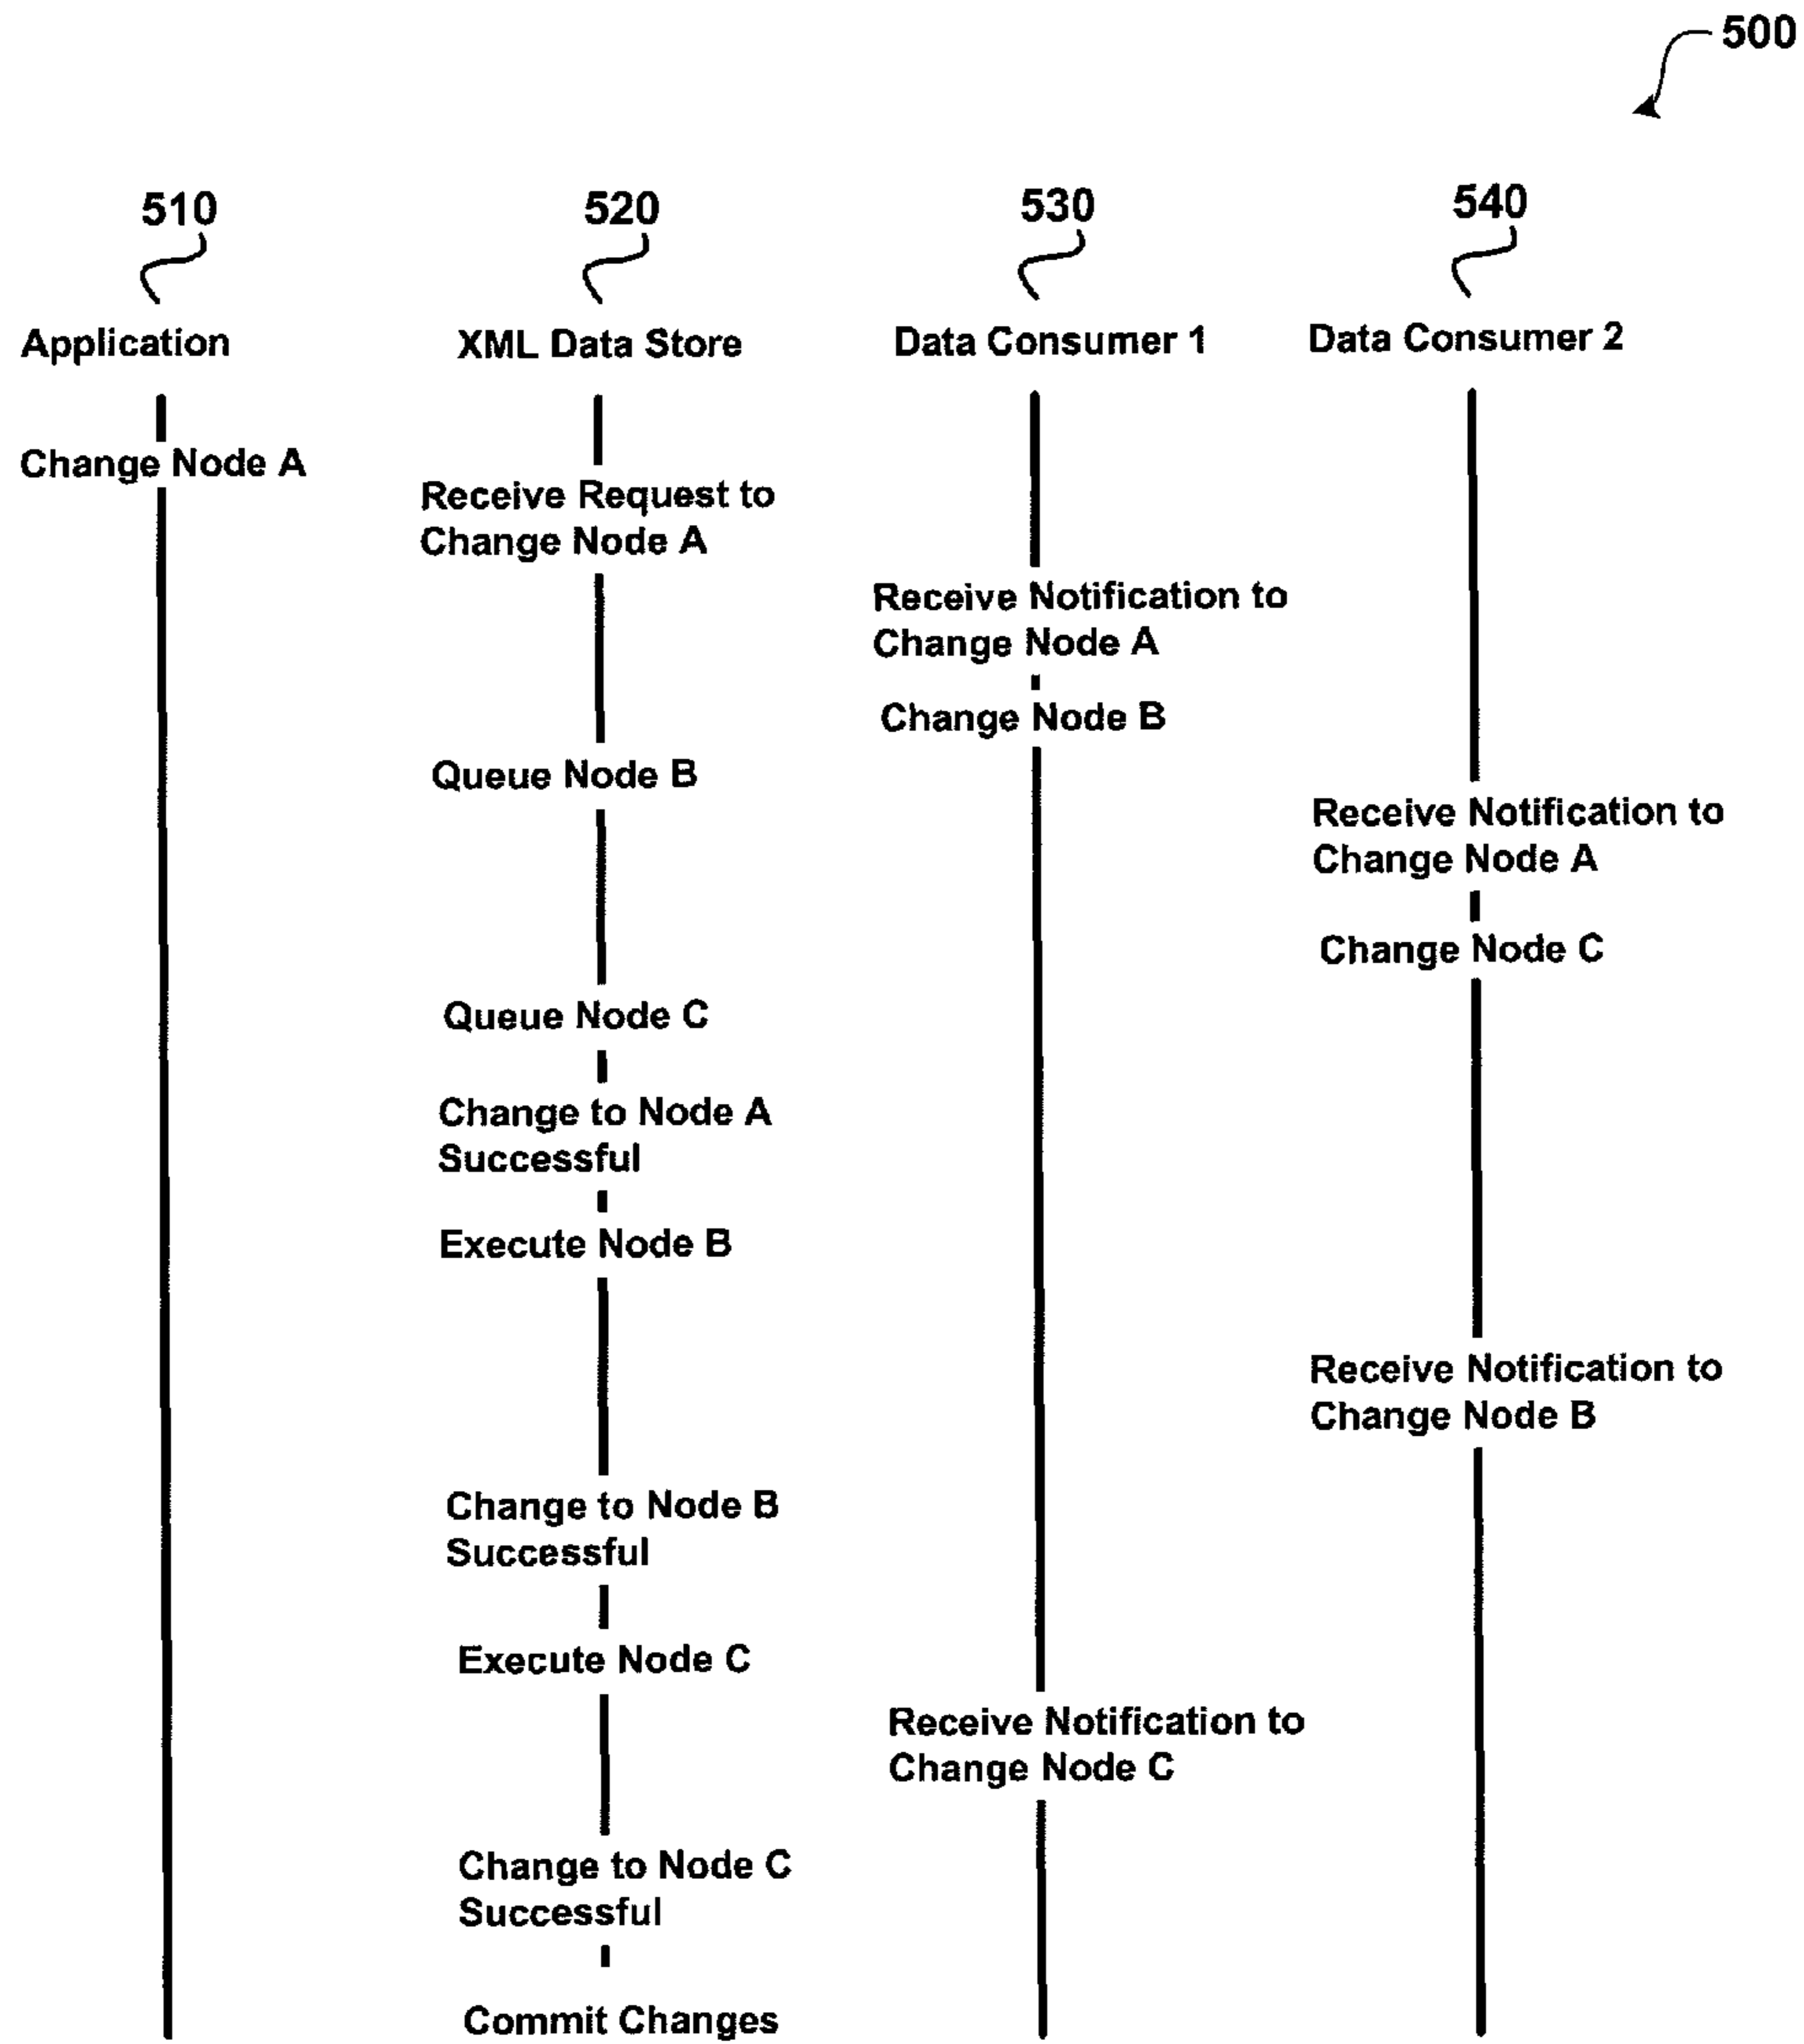 500
510
520
530
540
Application
XML Data Store
Data Consumer 1
Data Consumer 2
Change Node A
Receive Request to
Change Node A
Receive Notification to
Change Node A
Change Node B
Queue Node B
Receive Notification to
Change Node A
Change Node C
Queue Node C
Change to Node A
Successful
Execute Node B
Receive Notification to
Change Node B
Change to Node B
Successful
Execute Node C
Receive Notification to
Change Node C
Change to Node C
Successful
Commit Changes